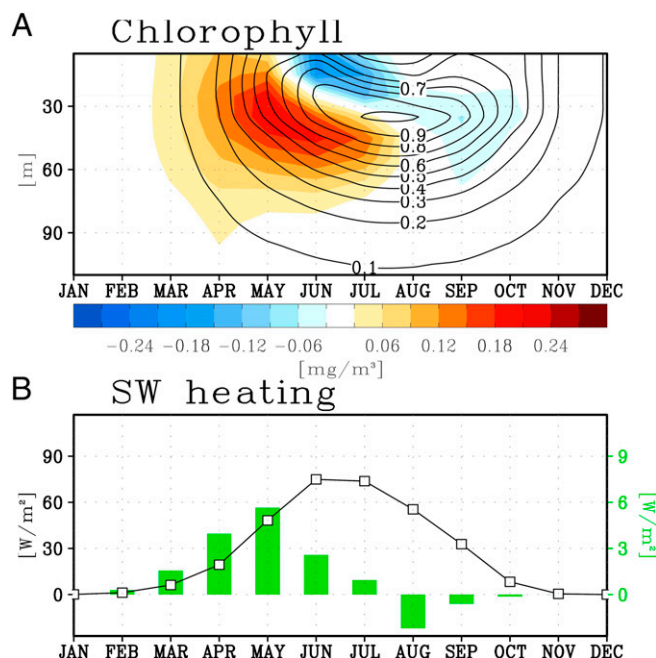 A
Chlorophyll
[m]
30
60
90
0.7
0.9
0.8
0.6
0.5
0.4
0.3
0.2
0.1
JAN FEB MAR APR MAY JUN JUL AUG SEP OCT NOV DEC
-0.24 -0.18 -0.12 -0.06 0.06 0.12 0.18 0.24
[mg/m³]
B
SW heating
[W/m²]
90
60
30
0
9
6
3
0
[W/m²]
JAN FEB MAR APR MAY JUN JUL AUG SEP OCT NOV DEC